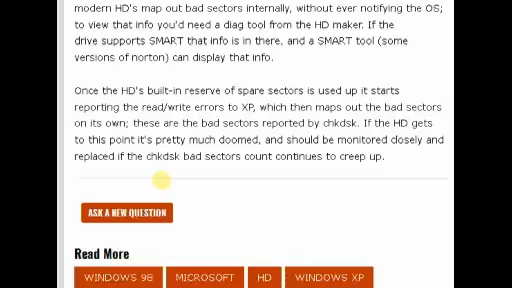 modern HD's map out bad sectors internally, without ever notifying the OS;
to view that info you'd need a diag tool from the HD maker. If the
drive supports SMART that info is in there, and a SMART tool (some
versions of norton) can display that info.
Once the HD's built-in reserve of spare sectors is used up it starts
reporting the read/write errors to XP, which then maps out the bad sectors
on its own; these are the bad sectors reported by chkdsk. If the HD gets
to this point it's pretty much doomed, and should be monitored closely and
replaced if the chkdsk bad sectors count continues to creep up.
ASK A NEW QUESTION
Read More
WINDOWS 98 MICROSOFT HD WINDOWS XP